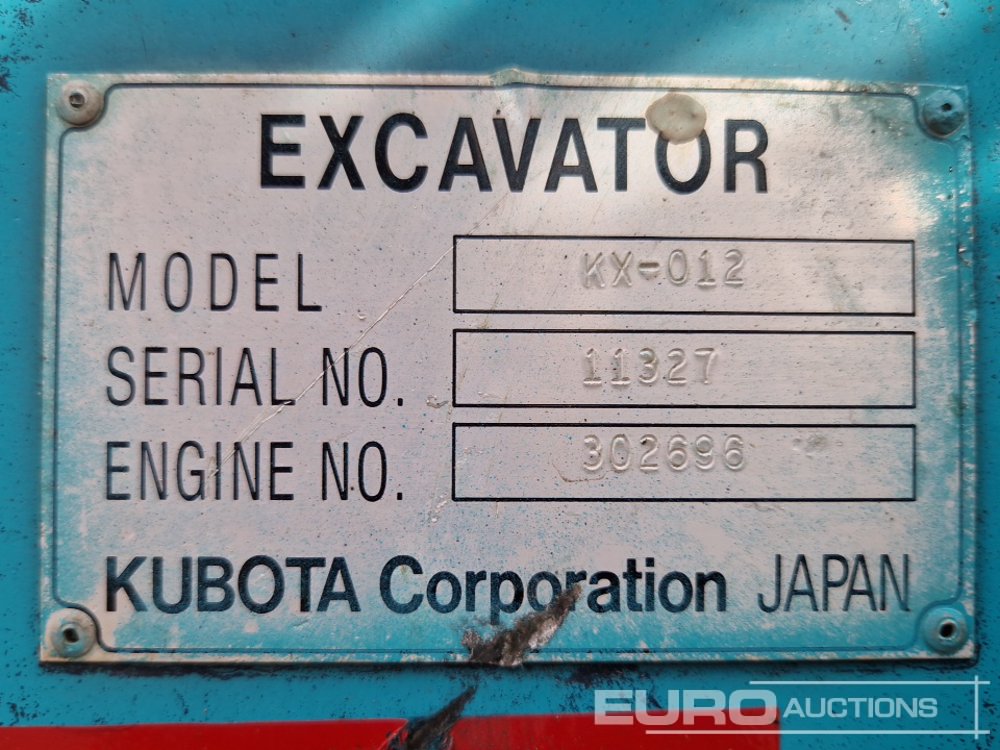 EXCAVATOR
MODEL KX-012
SERIAL NO. 11327
ENGINE NO. 302696
KUBOTA Corporation JAPAN
EURO AUCTIONS